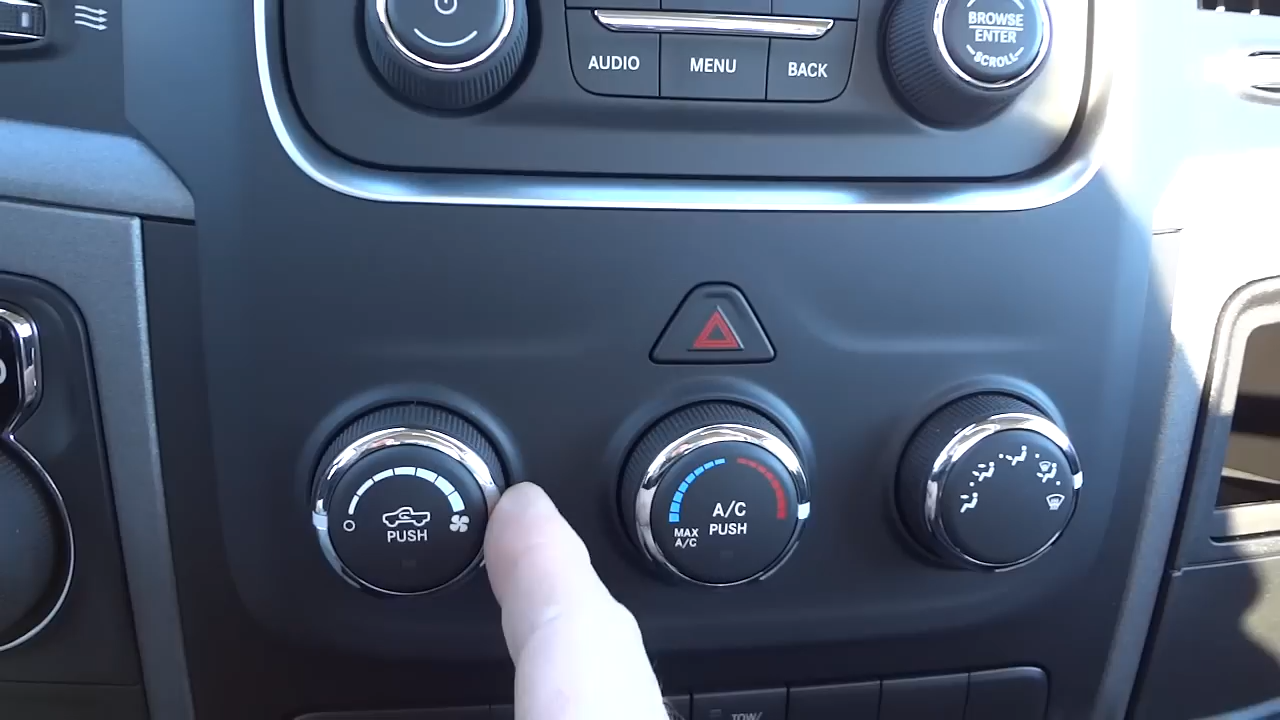 BROWSE
ENTER
SCROLL
AUDIO
MENU
BACK
PUSH
A/C
PUSH
MAX
A/C
TOW/